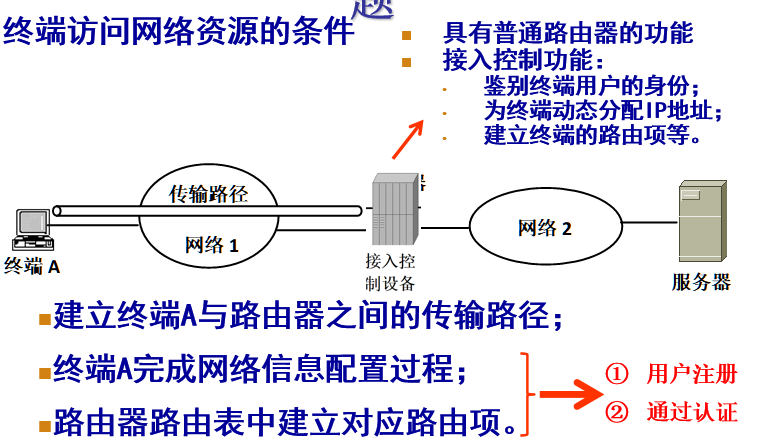 题
终端访问网络资源的条件
具有普通路由器的功能
接入控制功能：
鉴别终端用户的身份；
为终端动态分配IP地址；
建立终端的路由项等。
传输路径
网络 1
终端 A
器
接入控
制设备
网络 2
服务器
建立终端A与路由器之间的传输路径；
终端A完成网络信息配置过程；
路由器路由表中建立对应路由项。
① 用户注册
② 通过认证